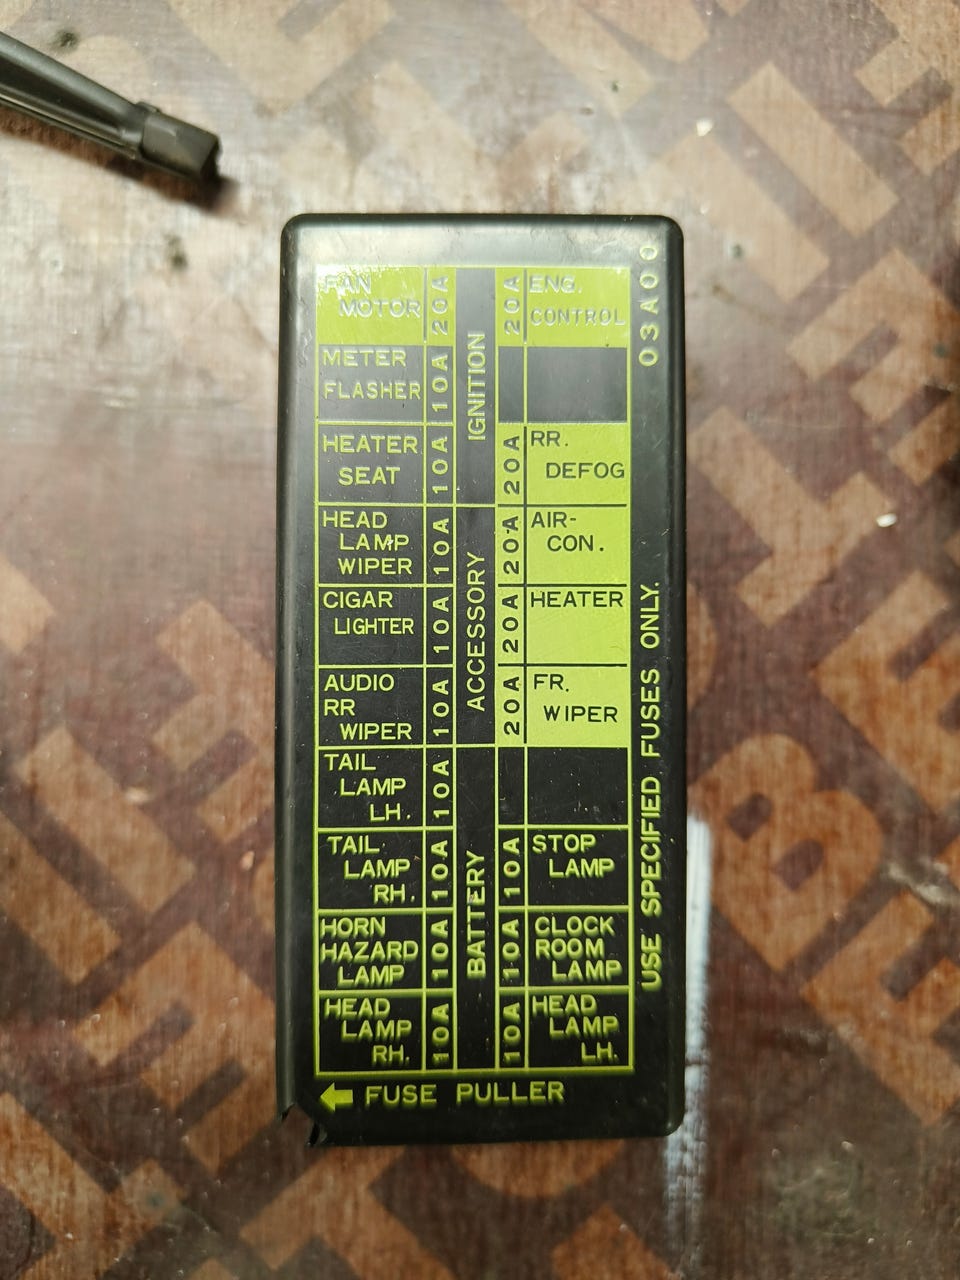 FAN
MOTOR
20A
METER
FLASHER
10A
HEATER
SEAT
10A
HEAD
LAMP
WIPER
10A
CIGAR
LIGHTER
10A
AUDIO
RR
WIPER
10A
TAIL
LAMP
LH.
10A
TAIL
LAMP
RH.
10A
HORN
HAZARD
LAMP
10A
HEAD
LAMP
RH.
10A
IGNITION
ACCESSORY
BATTERY
20A
ENG.
CONTROL
20A
RR.
DEFOG
20A
AIR-
CON.
20A
HEATER
20A
FR.
WIPER
10A
STOP
LAMP
10A
CLOCK
ROOM
LAMP
10A
HEAD
LAMP
LH.
FUSE PULLER
USE SPECIFIED FUSES ONLY.
03A00